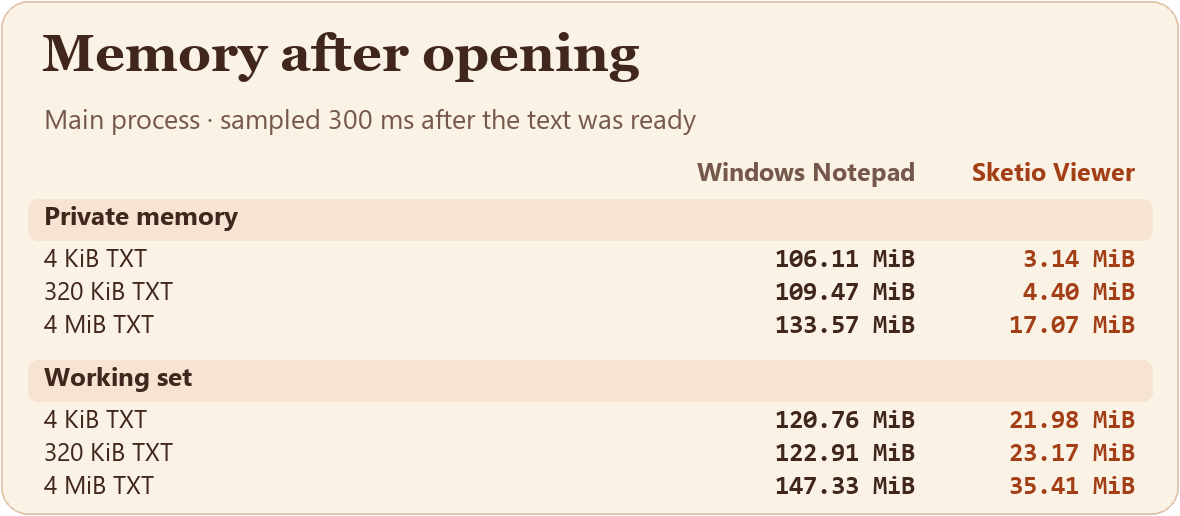 Memory after opening
Main process · sampled 300 ms after the text was ready
Windows Notepad Sketio Viewer
Private memory
4 KiB TXT 106.11 MiB 3.14 MiB
320 KiB TXT 109.47 MiB 4.40 MiB
4 MiB TXT 133.57 MiB 17.07 MiB
Working set
4 KiB TXT 120.76 MiB 21.98 MiB
320 KiB TXT 122.91 MiB 23.17 MiB
4 MiB TXT 147.33 MiB 35.41 MiB